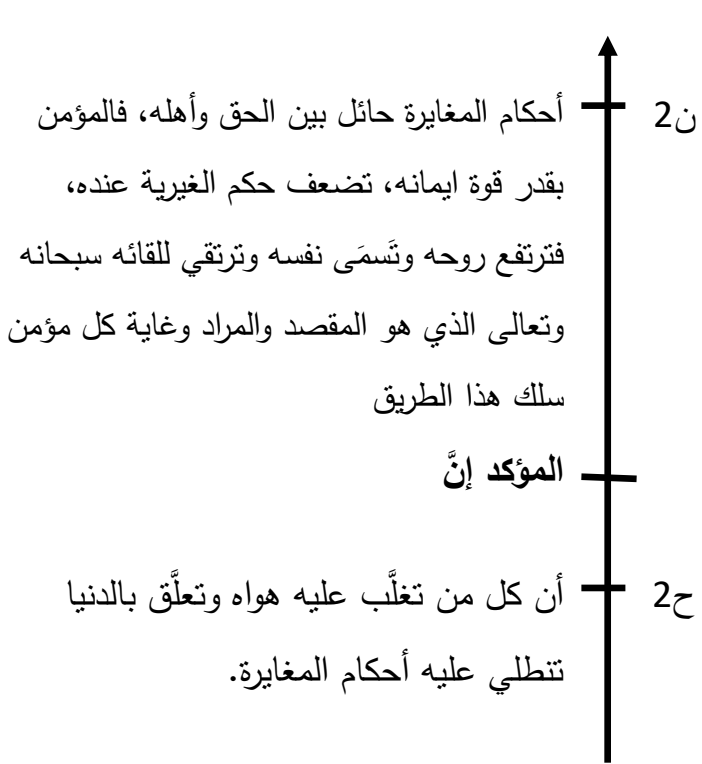 ن2 أحكام المغايرة حائل بين الحق وأهله، فالمؤمن
بقدر قوة ايمانه، تضعف حكم الغيرية عنده،
فترتفع روحه وتَسمَى نفسه وترتقي للقائه سبحانه
وتعالى الذي هو المقصد والمراد وغاية كل مؤمن
سلك هذا الطريق
المؤكد إنَّ
ح2 أن كل من تغلَّب عليه هواه وتعلَّق بالدنيا
تنطلي عليه أحكام المغايرة.